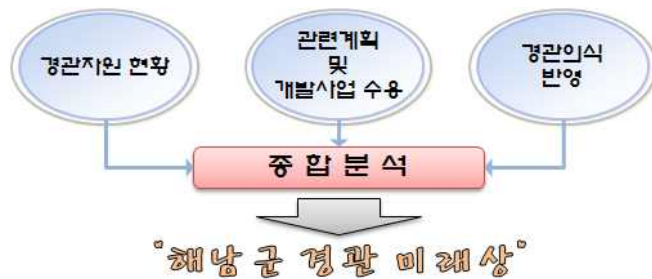 경관자원 현황
관련계획
및
개발사업 수용
경관의식
반영
종합분석
"해남군 경관 미래상"